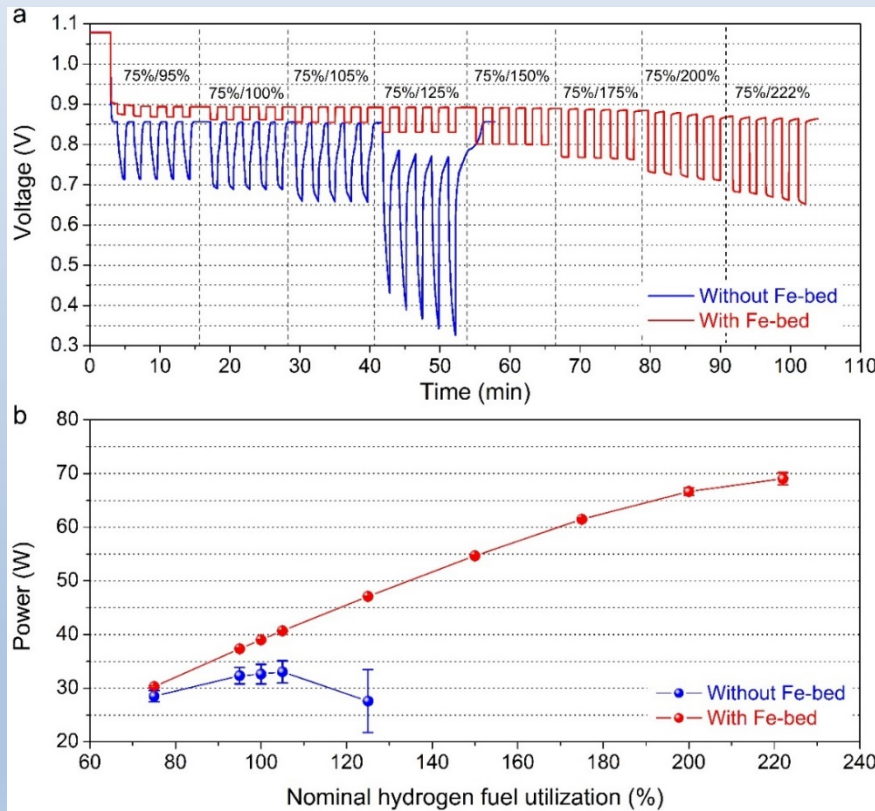 a
1.1
1.0
0.9
0.8
0.7
0.6
0.5
0.4
0.3
Voltage (V)
75%/95%
75%/100%
75%/105%
75%/125%
75%/150%
75%/175%
75%/200%
75%/222%
Without Fe-bed
With Fe-bed
0 10 20 30 40 50 60 70 80 90 100 110
Time (min)
b
80
70
60
50
40
30
20
Power (W)
Without Fe-bed
With Fe-bed
60 80 100 120 140 160 180 200 220 240
Nominal hydrogen fuel utilization (%)